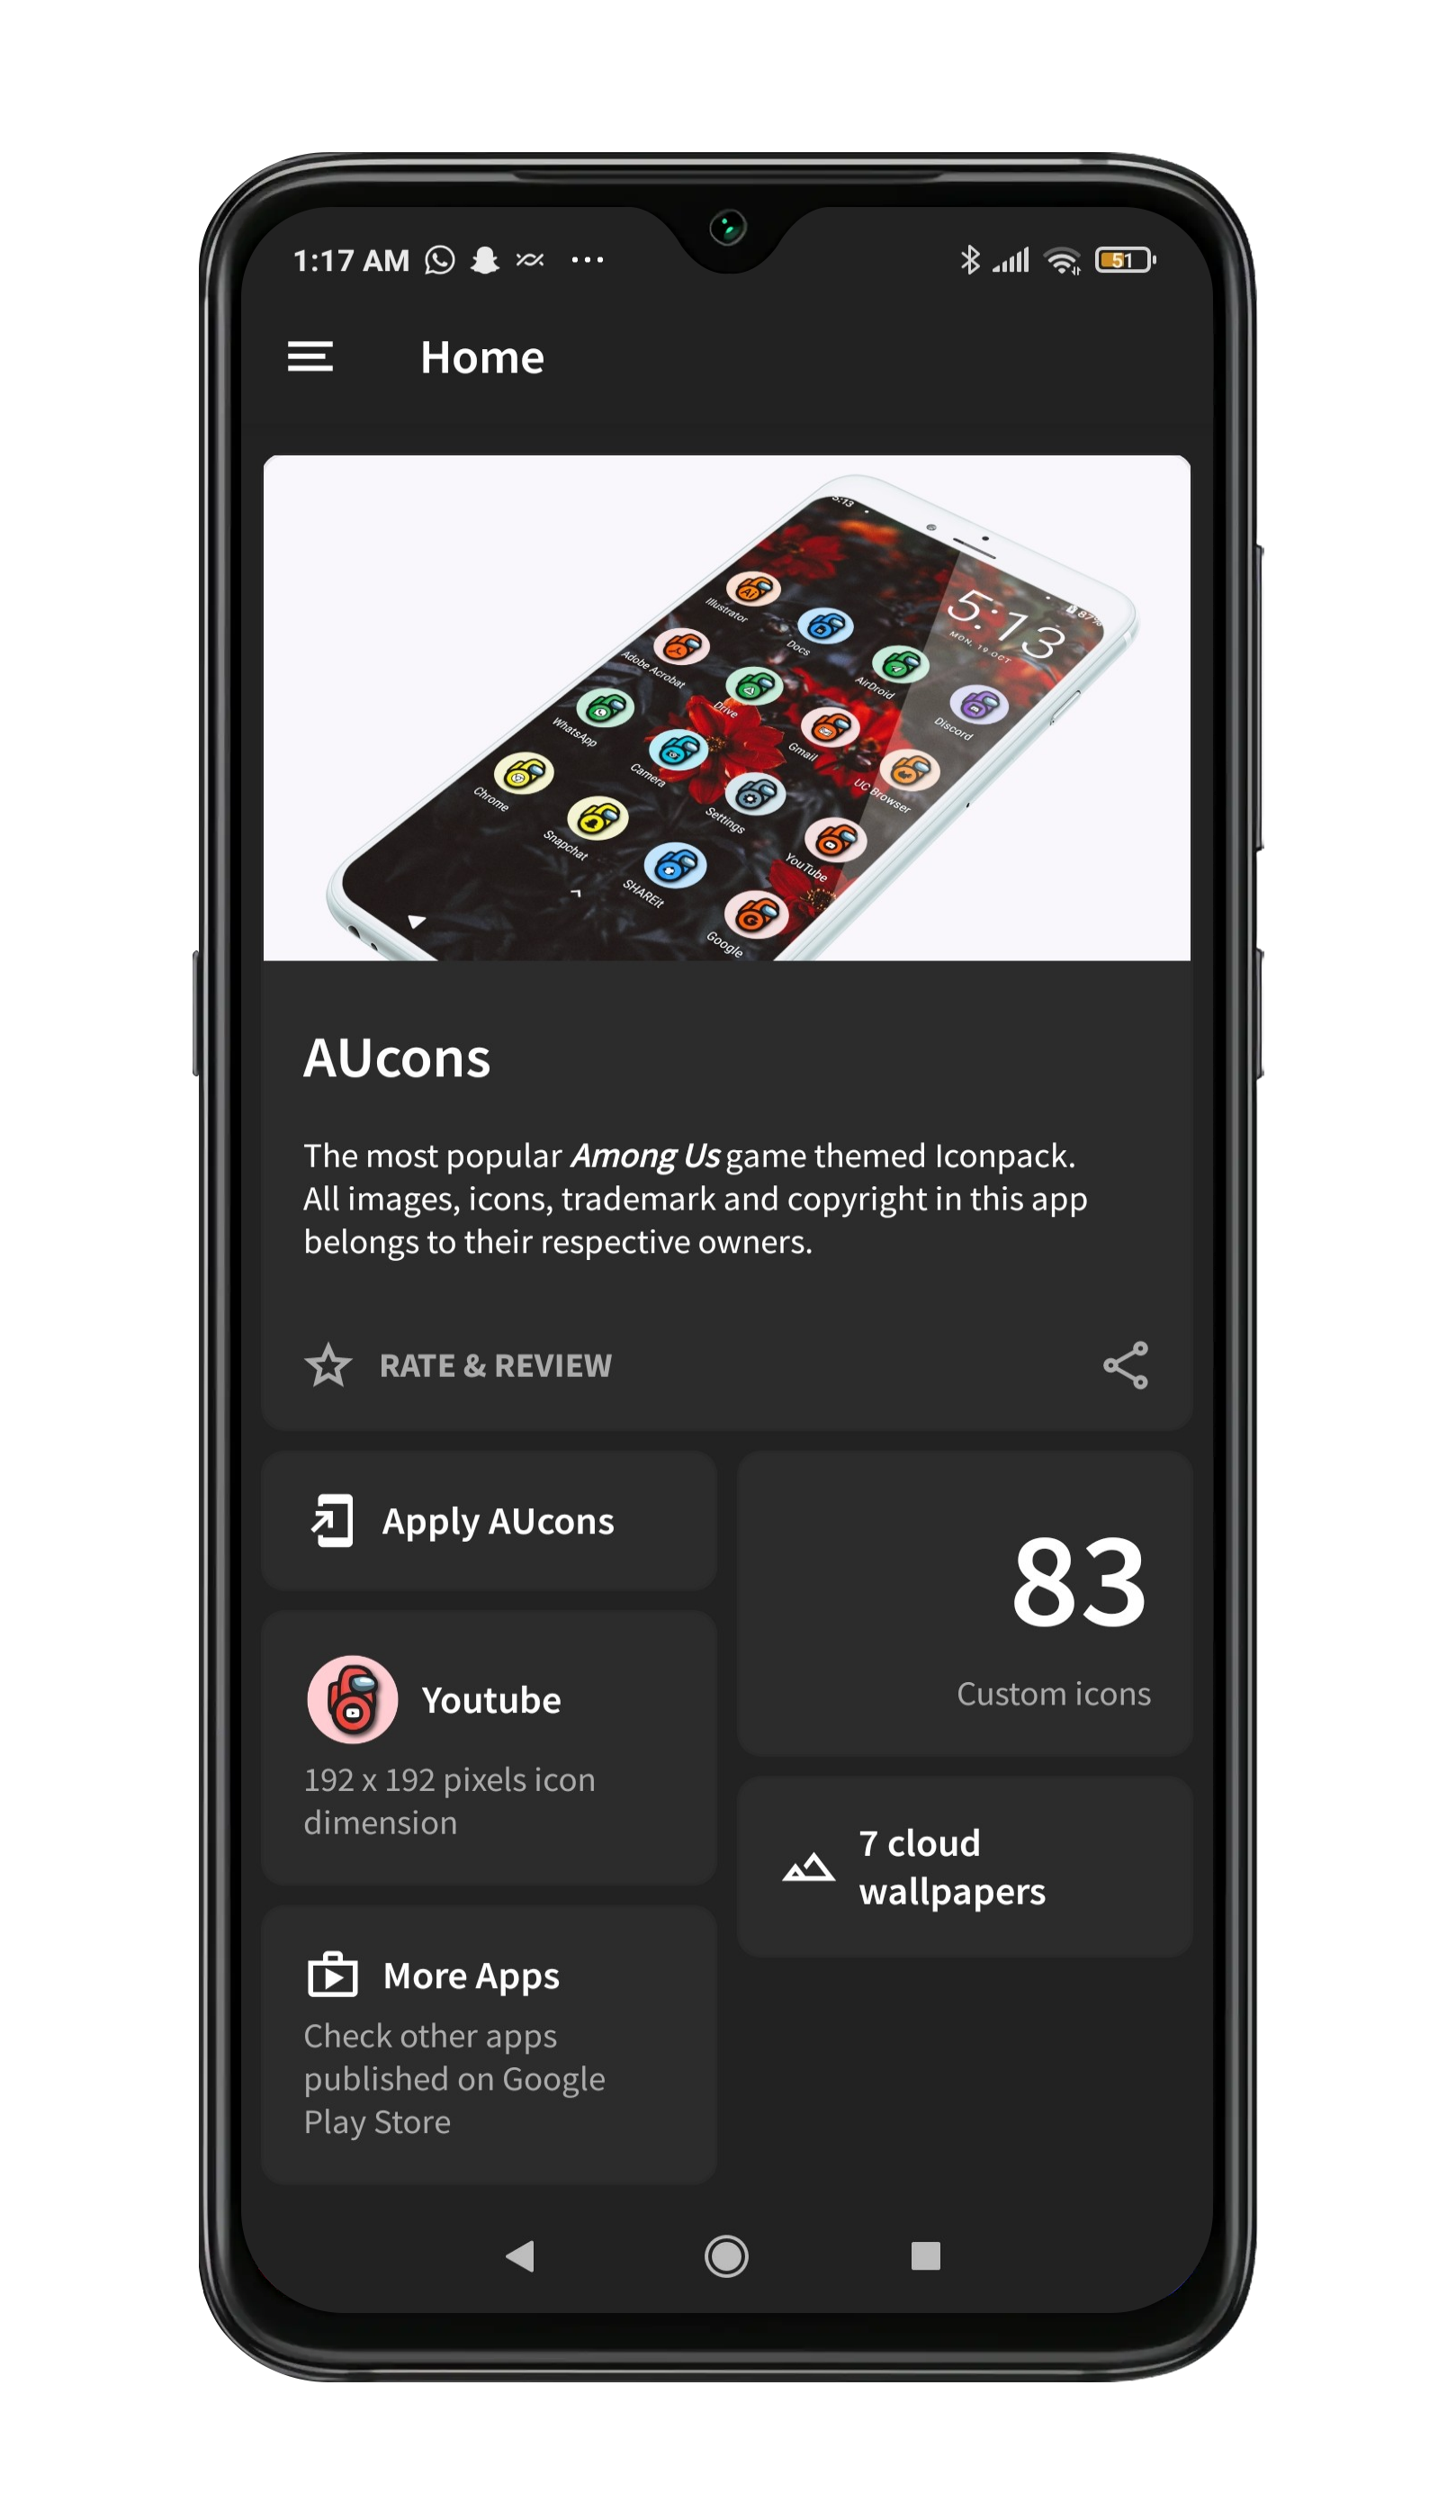 1:17 AM
51
Home
5:13
87%
5:13
MON, 19 OCT
Illustrator
Docs
AirDroid
Discord
Adobe Acrobat
Drive
Gmail
UC Browser
WhatsApp
Camera
Settings
YouTube
Chrome
Snapchat
SHAREit
Google
AUcons
The most popular Among Us game themed Iconpack.
All images, icons, trademark and copyright in this app
belongs to their respective owners.
RATE & REVIEW
Apply AUcons
83
Custom icons
Youtube
192 x 192 pixels icon
dimension
7 cloud
wallpapers
More Apps
Check other apps
published on Google
Play Store